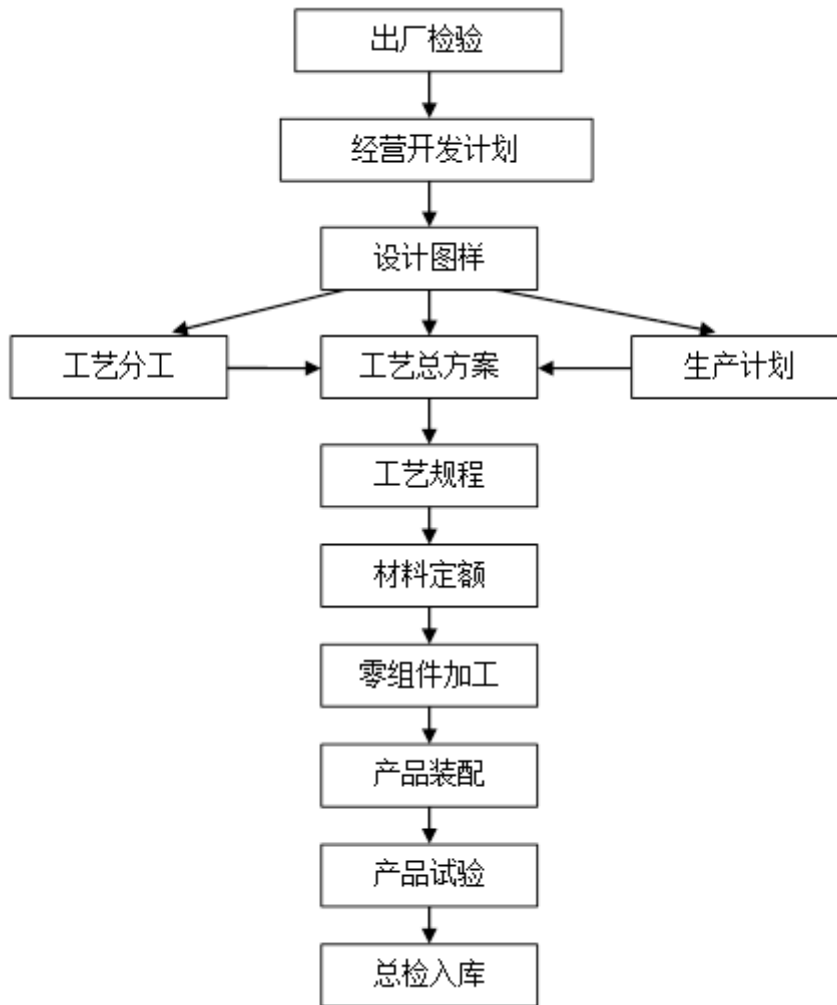 出厂检验
经营开发计划
设计图样
工艺分工
工艺总方案
生产计划
工艺规程
材料定额
零组件加工
产品装配
产品试验
总检入库